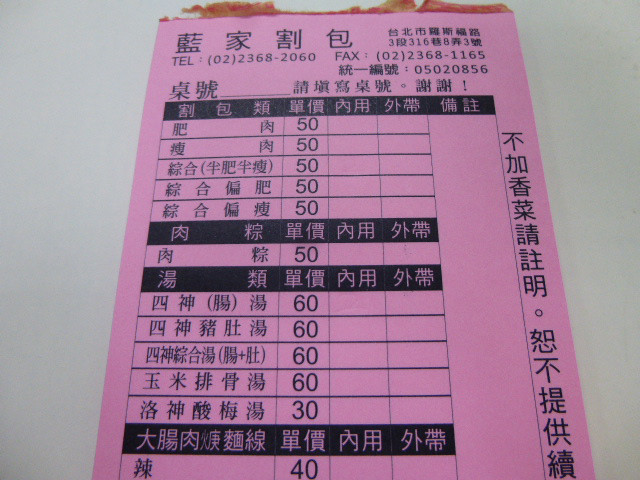 藍家割包
台北市羅斯福路
3段316巷8弄3號
TEL：(02)2368-2060 FAX：(02)2368-1165
統一編號：05020856
桌號______請填寫桌號。謝謝！
割包類 單價 內用 外帶 備註
肥肉 50
瘦肉 50
綜合(半肥半瘦) 50
綜合偏肥 50
綜合偏瘦 50
肉粽 單價 內用 外帶
肉粽 50
湯類 單價 內用 外帶
四神(腸)湯 60
四神豬肚湯 60
四神綜合湯(腸+肚) 60
玉米排骨湯 60
洛神酸梅湯 30
大腸肉焿麵線 單價 內用 外帶
辣 40
不加香菜請註明。恕不提供續